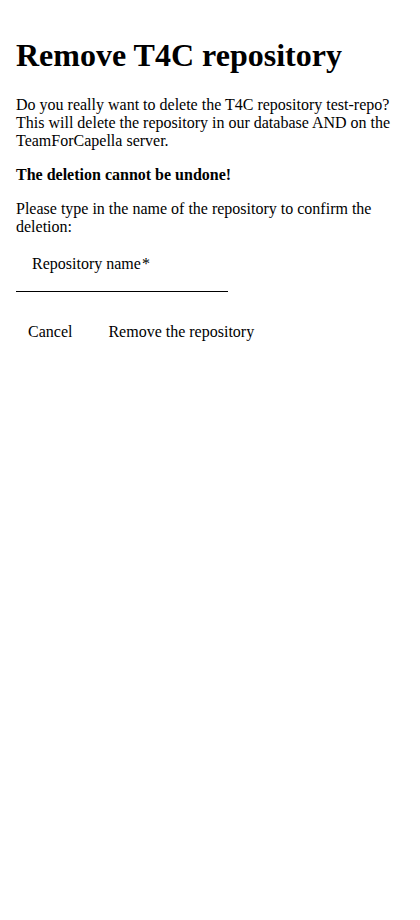 Remove T4C repository
Do you really want to delete the T4C repository test-repo?
This will delete the repository in our database AND on the
TeamForCapella server.
The deletion cannot be undone!
Please type in the name of the repository to confirm the
deletion:
Repository name*
Cancel Remove the repository